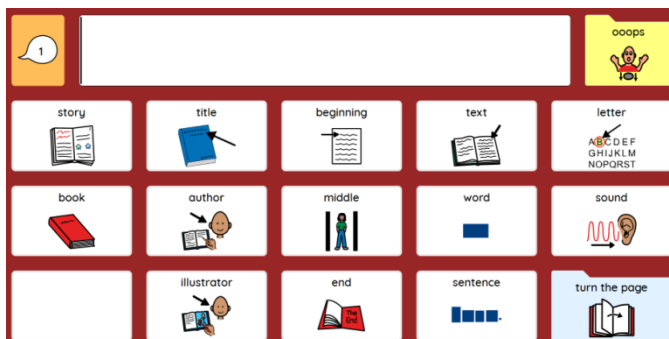 1
ooops
story
title
beginning
text
letter
ABCDEF
GHIJKLM
NOPQRST
book
author
middle
word
sound
illustrator
end
sentence
turn the page
The
End